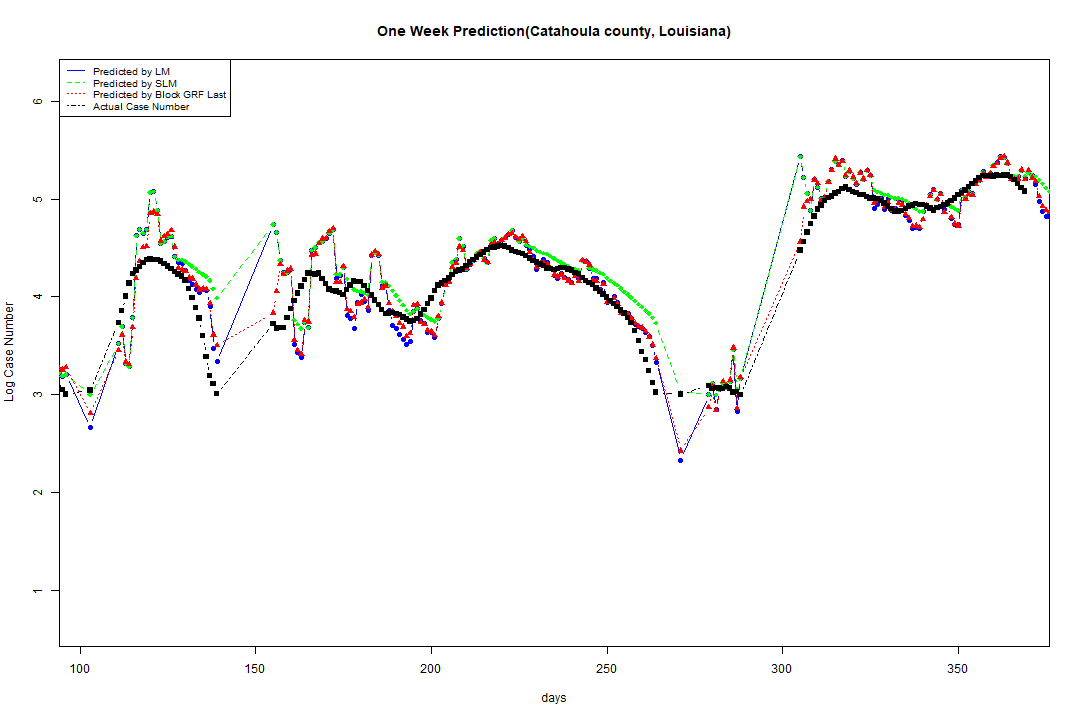 One Week Prediction(Catahoula county, Louisiana)
Predicted by LM
Predicted by SLM
Predicted by Block GRF Last
Actual Case Number
Log Case Number
6
5
4
3
2
1
100 150 200 250 300 350
days